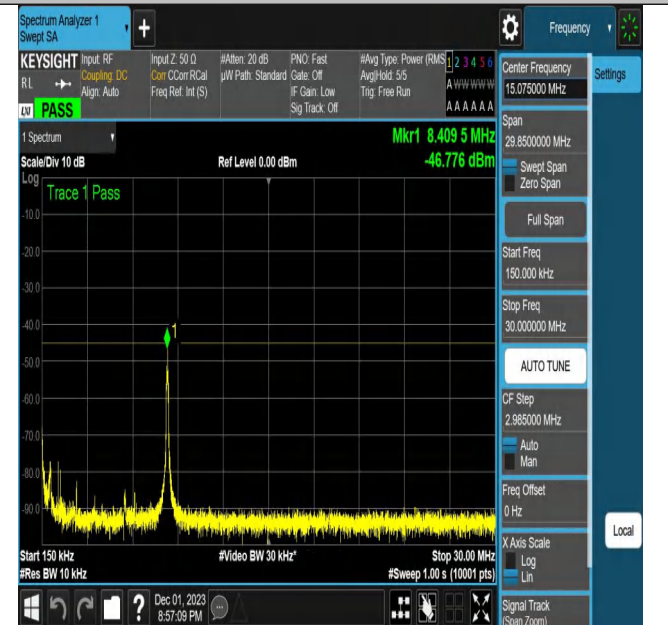 Spectrum Analyzer 1
Swept SA
+
Frequency
KEYSIGHT
RL
LXI
PASS
Input: RF
Coupling: DC
Align: Auto
Input Z: 50 Ω
Corr CCorr RCal
Freq Ref: Int (S)
#Atten: 20 dB
µW Path: Standard
PNO: Fast
Gate: Off
IF Gain: Low
Sig Track: Off
#Avg Type: Power (RMS
Avg|Hold: 5/5
Trig: Free Run
1 2 3 4 5 6
A W W W W W
A A A A A A
1 Spectrum
Scale/Div 10 dB
Ref Level 0.00 dBm
Mkr1 8.409 5 MHz
-46.776 dBm
Log
Trace 1 Pass
1
-10.0
-20.0
-30.0
-40.0
-50.0
-60.0
-70.0
-80.0
-90.0
Start 150 kHz
#Video BW 30 kHz*
Stop 30.00 MHz
#Res BW 10 kHz
#Sweep 1.00 s (10001 pts)
?
Dec 01, 2023
8:57:09 PM
Center Frequency
15.075000 MHz
Settings
Span
29.8500000 MHz
Swept Span
Zero Span
Full Span
Start Freq
150.000 kHz
Stop Freq
30.000000 MHz
AUTO TUNE
CF Step
2.985000 MHz
Auto
Man
Freq Offset
0 Hz
X Axis Scale
Log
Lin
Local
Signal Track
(Span Zoom)